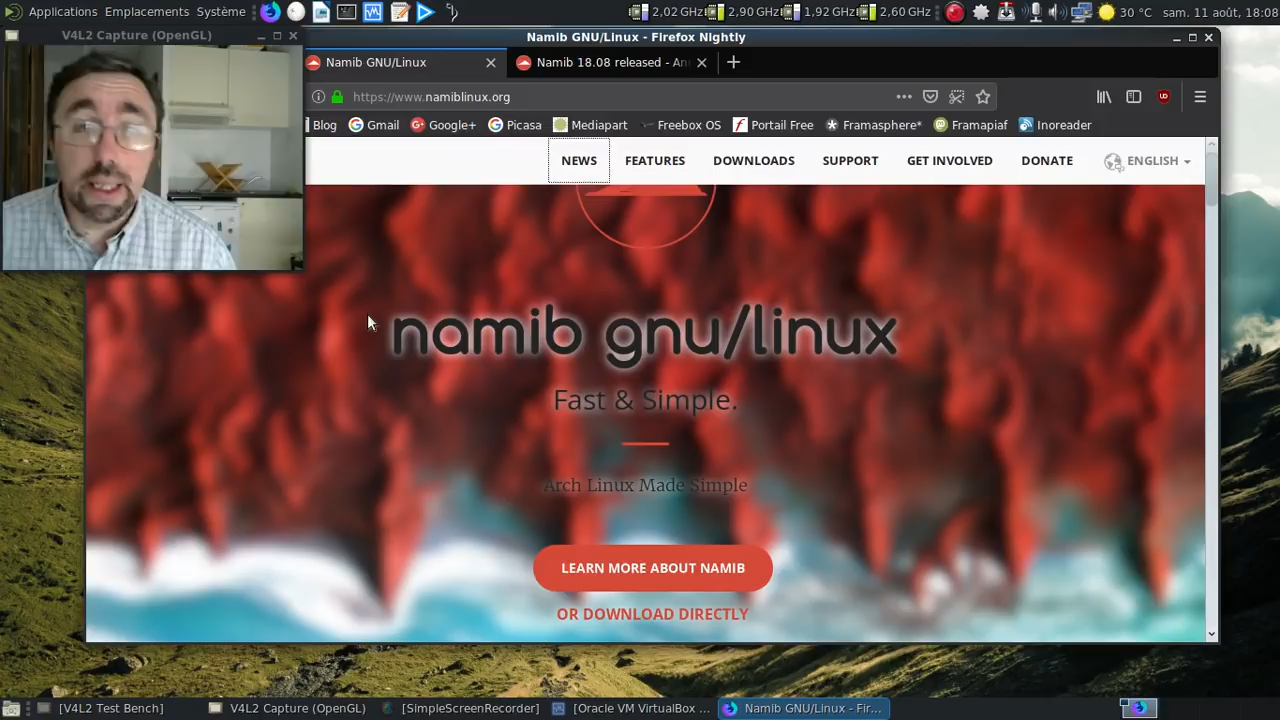 Applications Emplacements Système 2,02 GHz 2,90 GHz 1,92 GHz 2,60 GHz 30 °C sam. 11 août, 18:08
V4L2 Capture (OpenGL)
Namib GNU/Linux - Firefox Nightly
Namib GNU/Linux Namib 18.08 released - An
https://www.namiblinux.org
Blog Gmail Google+ Picasa Mediapart Freebox OS Portail Free Framasphere* Framapiaf Inoreader
NEWS FEATURES DOWNLOADS SUPPORT GET INVOLVED DONATE ENGLISH
namib gnu/linux
Fast & Simple.
Arch Linux Made Simple
LEARN MORE ABOUT NAMIB
OR DOWNLOAD DIRECTLY
[V4L2 Test Bench] V4L2 Capture (OpenGL) [SimpleScreenRecorder] [Oracle VM VirtualBox ... Namib GNU/Linux - Fir...